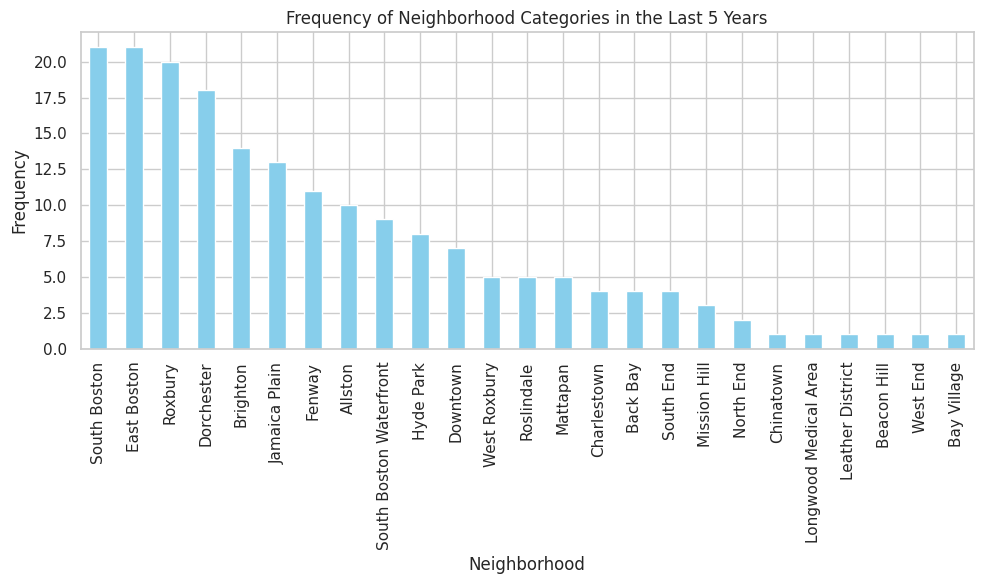 Frequency of Neighborhood Categories in the Last 5 Years
Frequency
20.0
17.5
15.0
12.5
10.0
7.5
5.0
2.5
0.0
South Boston
East Boston
Roxbury
Dorchester
Brighton
Jamaica Plain
Fenway
Allston
South Boston Waterfront
Hyde Park
Downtown
West Roxbury
Roslindale
Mattapan
Charlestown
Back Bay
South End
Mission Hill
North End
Chinatown
Longwood Medical Area
Leather District
Beacon Hill
West End
Bay Village
Neighborhood